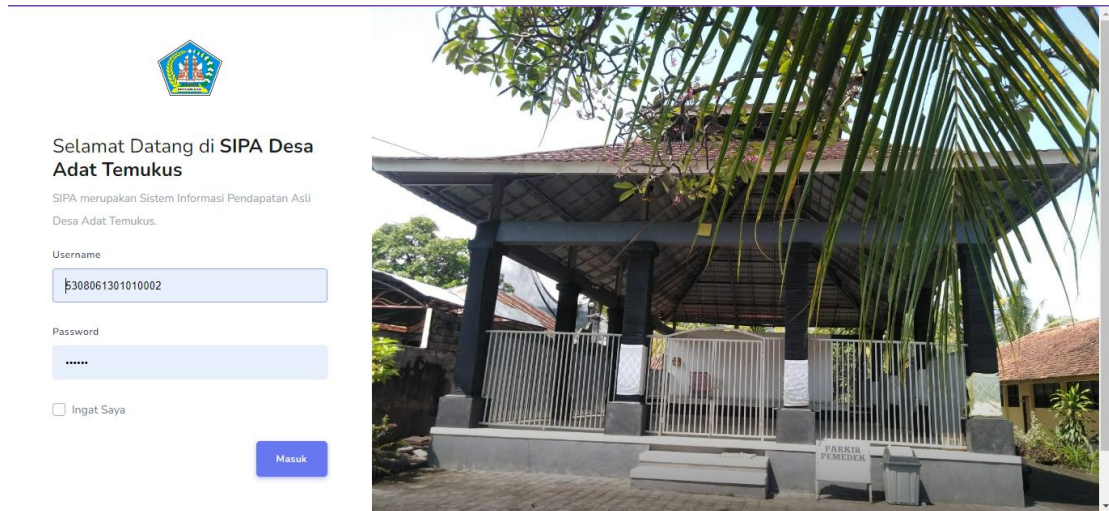 Selamat Datang di SIPA Desa
Adat Temukus
SIPA merupakan Sistem Informasi Pendapatan Asli
Desa Adat Temukus.
Username
5308061301010002
Password
••••••
Ingat Saya
Masuk
PARKIR
PEMEDEK